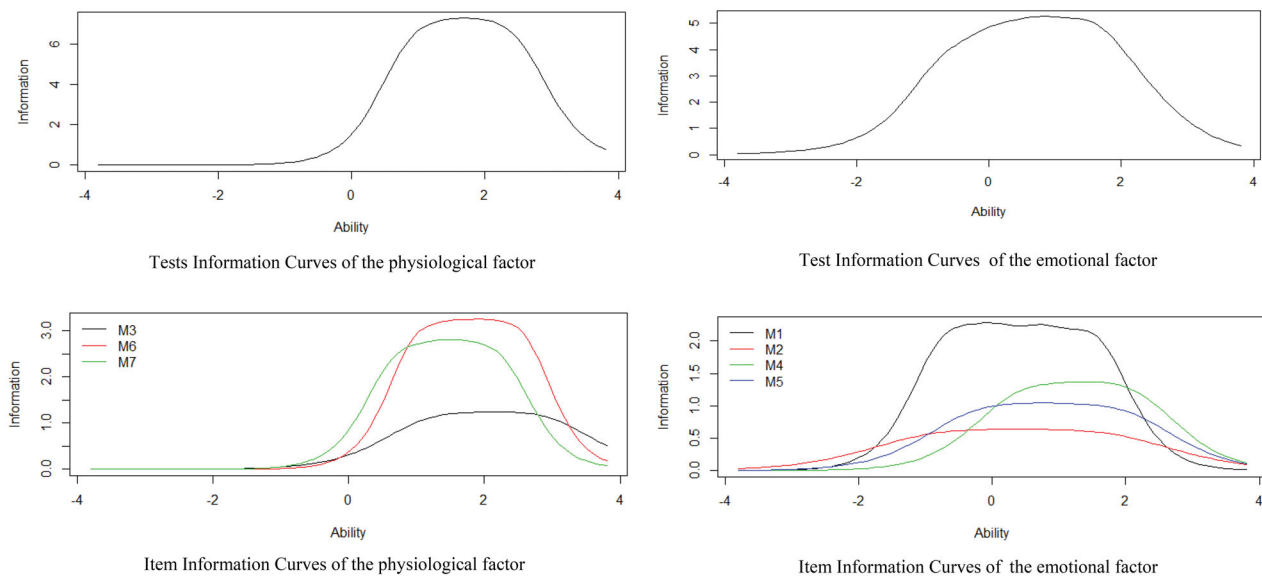 Information
6
4
2
0
-4
-2
0
2
4
Ability
Tests Information Curves of the physiological factor
Information
5
4
3
2
1
0
-4
-2
0
2
4
Ability
Test Information Curves of the emotional factor
Information
3.0
2.0
1.0
0.0
M3
M6
M7
-4
-2
0
2
4
Ability
Item Information Curves of the physiological factor
Information
2.0
1.5
1.0
0.5
0.0
M1
M2
M4
M5
-4
-2
0
2
4
Ability
Item Information Curves of the emotional factor